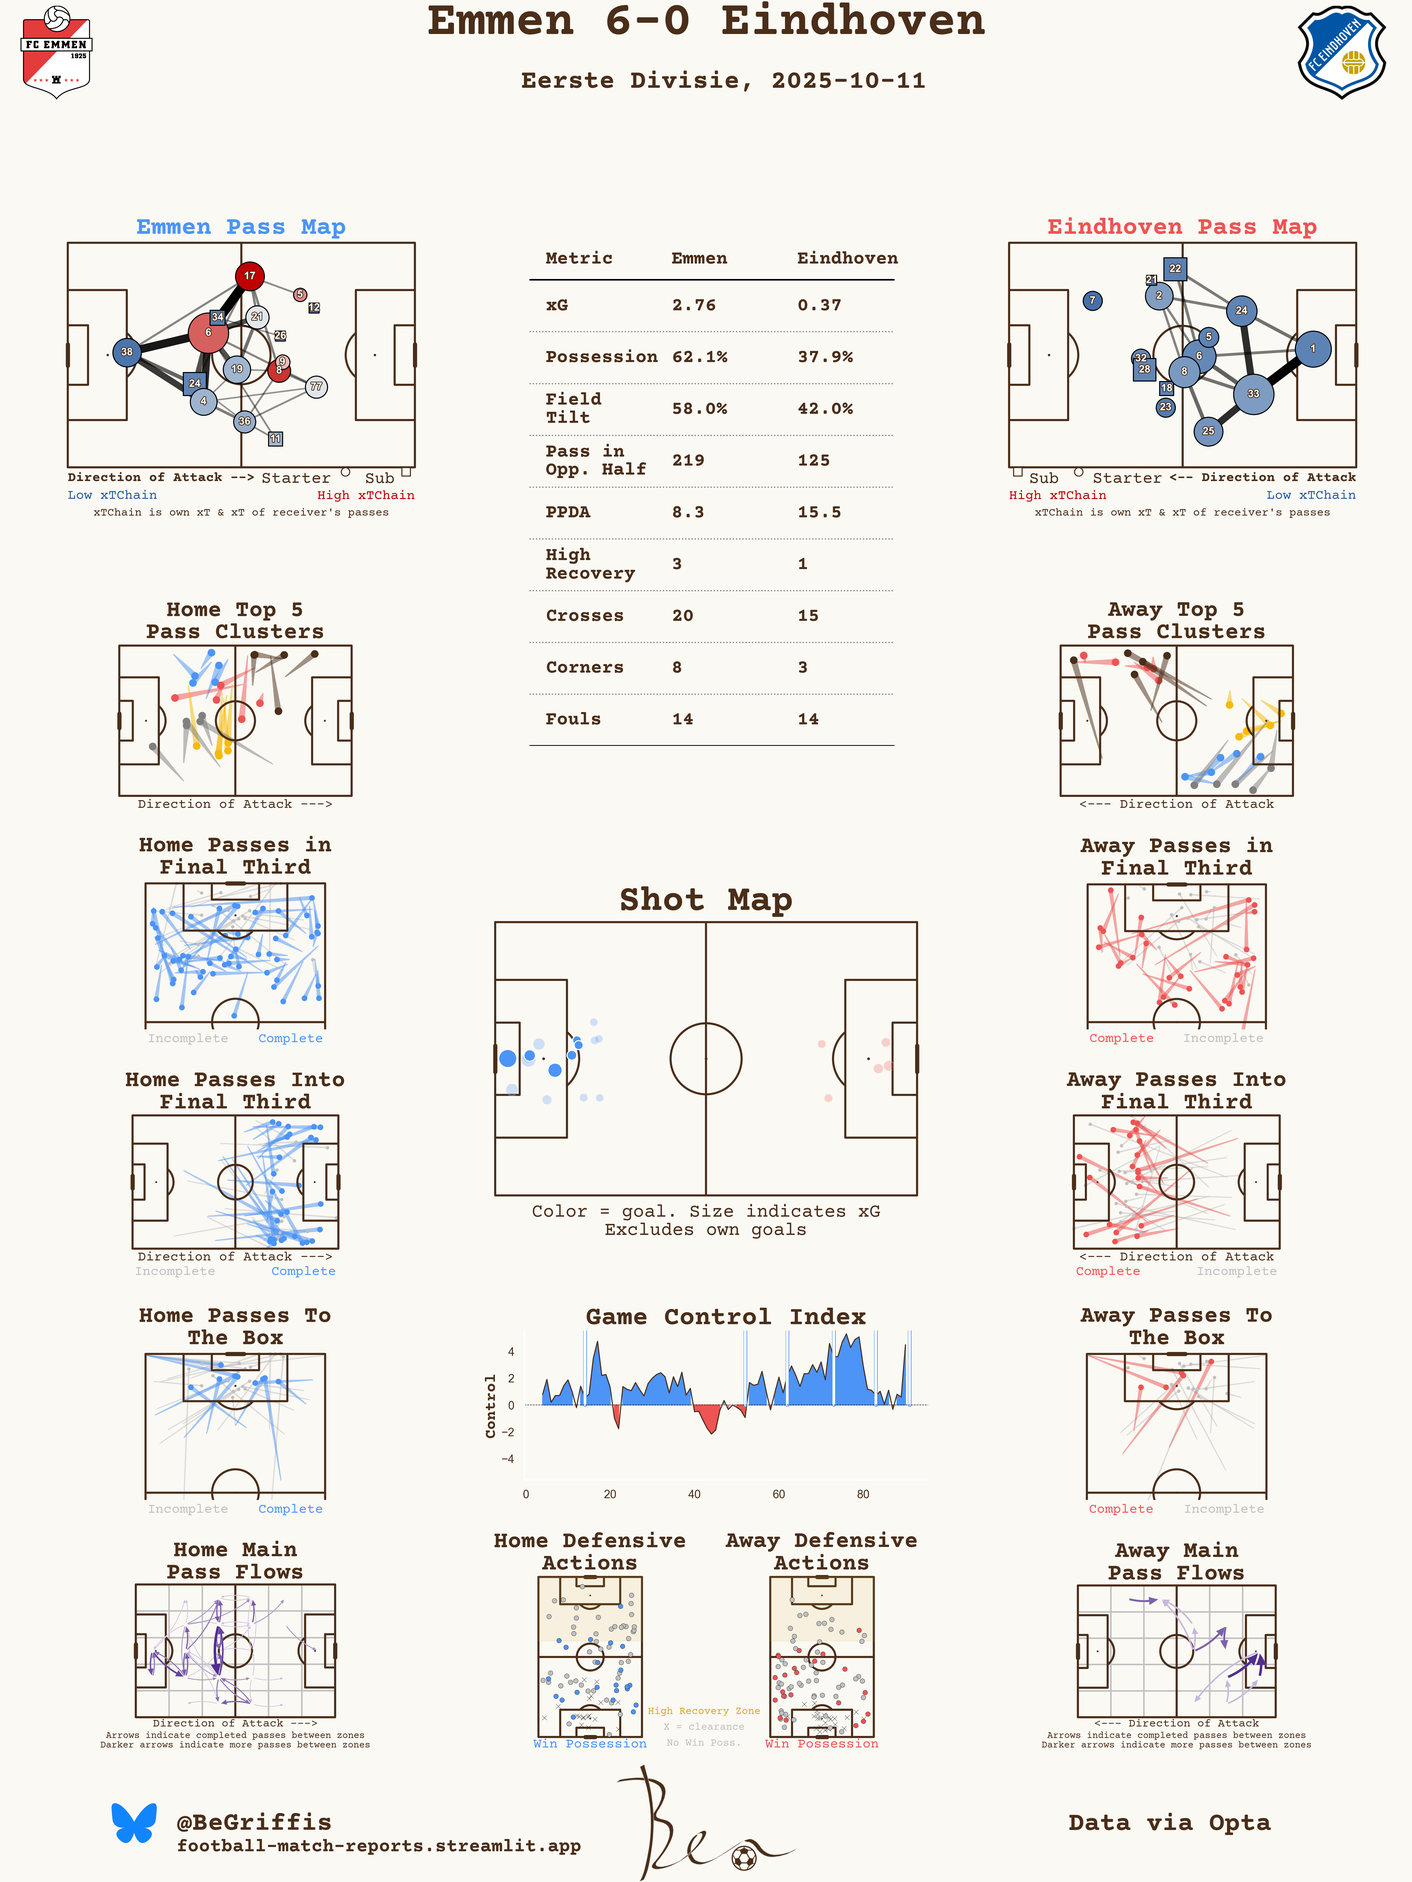 Emmen 6-0 Eindhoven
Eerste Divisie, 2025-10-11
FC EMMEN
1925
FC EINDHOVEN
Emmen Pass Map
17
5
12
34
21
6
26
38
9
8
19
24
77
4
36
11
Direction of Attack --> Starter Sub
Low xTChain High xTChain
xTChain is own xT & xT of receiver's passes
Metric Emmen Eindhoven
xG 2.76 0.37
Possession 62.1% 37.9%
Field
Tilt 58.0% 42.0%
Pass in
Opp. Half 219 125
PPDA 8.3 15.5
High
Recovery 3 1
Crosses 20 15
Corners 8 3
Fouls 14 14
Eindhoven Pass Map
22
21
2
7
24
5
1
6
32
28
8
18
33
23
25
Sub Starter <-- Direction of Attack
High xTChain Low xTChain
xTChain is own xT & xT of receiver's passes
Home Top 5
Pass Clusters
Direction of Attack --->
Away Top 5
Pass Clusters
<--- Direction of Attack
Home Passes in
Final Third
Incomplete Complete
Away Passes in
Final Third
Complete Incomplete
Shot Map
Color = goal. Size indicates xG
Excludes own goals
Home Passes Into
Final Third
Direction of Attack --->
Incomplete Complete
Away Passes Into
Final Third
<--- Direction of Attack
Complete Incomplete
Home Passes To
The Box
Incomplete Complete
Game Control Index
Control
4
2
0
−2
−4
0 20 40 60 80
Away Passes To
The Box
Complete Incomplete
Home Main
Pass Flows
Direction of Attack --->
Arrows indicate completed passes between zones
Darker arrows indicate more passes between zones
Home Defensive
Actions
Win Possession
High Recovery Zone
X = clearance
No Win Poss.
Away Defensive
Actions
Win Possession
Away Main
Pass Flows
<--- Direction of Attack
Arrows indicate completed passes between zones
Darker arrows indicate more passes between zones
@BeGriffis
football-match-reports.streamlit.app
Ben
Data via Opta